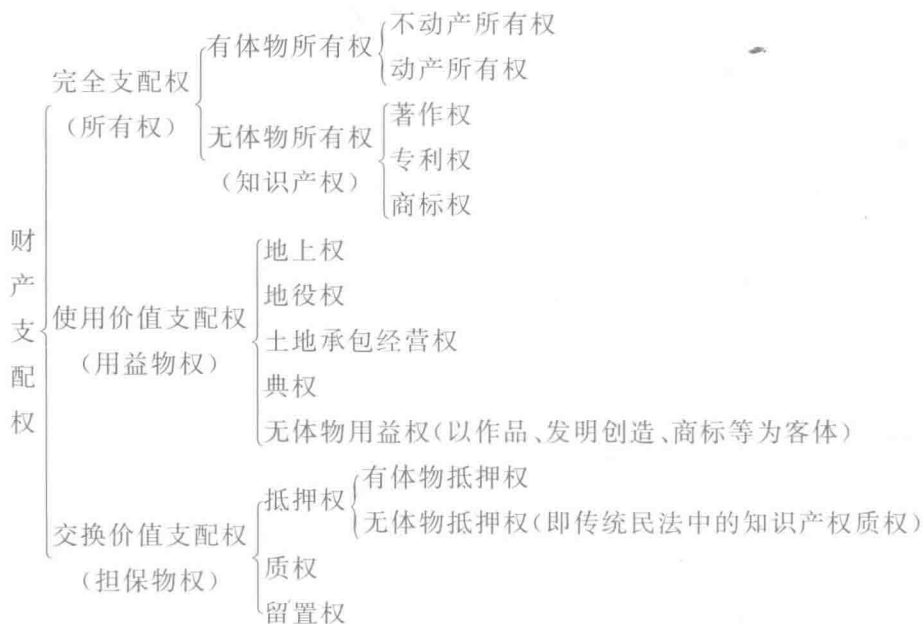 财产支配权
完全支配权
（所有权）
有体物所有权
不动产所有权
动产所有权
无体物所有权
（知识产权）
著作权
专利权
商标权
使用价值支配权
（用益物权）
地上权
地役权
土地承包经营权
典权
无体物用益权（以作品、发明创造、商标等为客体）
交换价值支配权
（担保物权）
抵押权
有体物抵押权
无体物抵押权（即传统民法中的知识产权质权）
质权
留置权